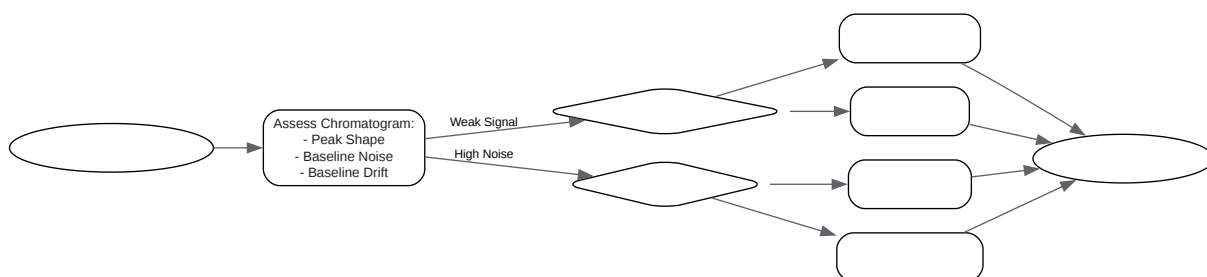 Assess Chromatogram:
- Peak Shape
- Baseline Noise
- Baseline Drift
Weak Signal
High Noise